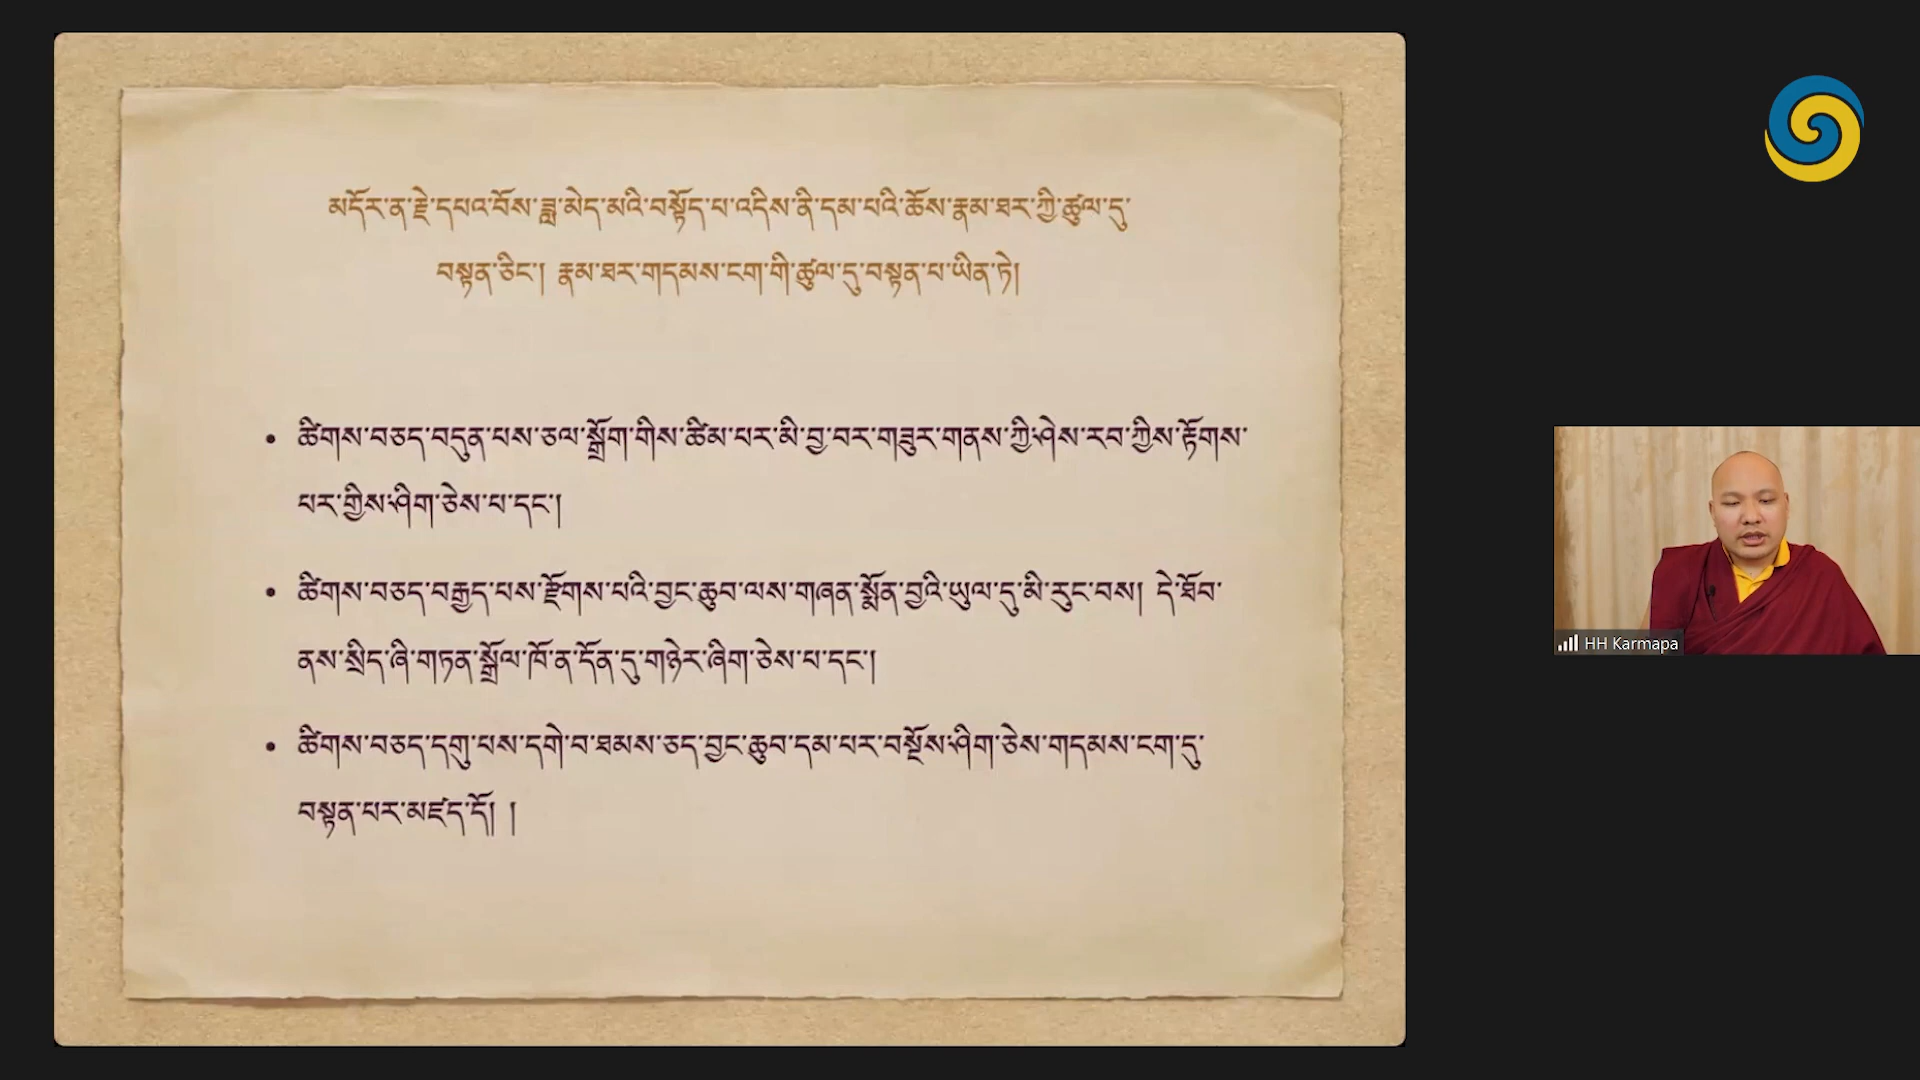 མདོར་ན་རྗེ་དཔའ་བོས་ཟླ་མེད་མའི་བསྟོད་པ་འདིས་ནི་དམ་པའི་ཆོས་རྣམ་ཐར་ཀྱི་ཚུལ་དུ་
བསྟན་ཅིང་། རྣམ་ཐར་གདམས་ངག་གི་ཚུལ་དུ་བསྟན་པ་ཡིན་ཏེ།
• ཚིགས་བཅད་བདུན་པས་ཅལ་སྒྲོག་གིས་ཚིམ་པར་མི་བྱ་བར་གཟུར་གནས་ཀྱི་ཤེས་རབ་ཀྱིས་རྟོགས་
པར་གྱིས་ཤིག་ཅེས་པ་དང་།
• ཚིགས་བཅད་བརྒྱད་པས་རྫོགས་པའི་བྱང་ཆུབ་ལས་གཞན་སྨོན་བྱའི་ཡུལ་དུ་མི་རུང་བས། དེ་ཐོབ་
ནས་སྲིད་ཞི་གཏན་སྒྲོལ་ཁོ་ན་དོན་དུ་གཉེར་ཞིག་ཅེས་པ་དང་།
• ཚིགས་བཅད་དགུ་པས་དགེ་བ་ཐམས་ཅད་བྱང་ཆུབ་དམ་པར་བསྔོས་ཤིག་ཅེས་གདམས་ངག་དུ་
བསྟན་པར་མཛད་དོ། །
HH Karmapa